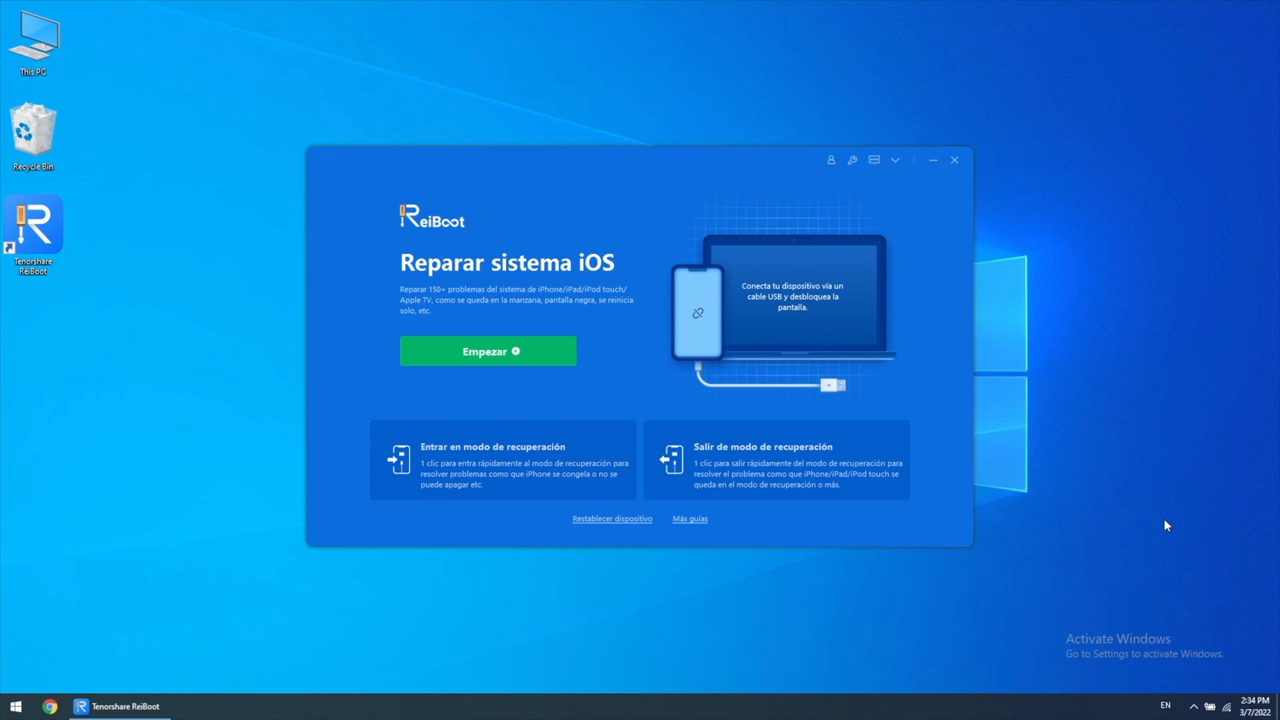 This PC
Recycle Bin
Tenorshare
ReiBoot
ReiBoot
Reparar sistema iOS
Reparar 150+ problemas del sistema de iPhone/iPad/iPod touch/
Apple TV, como se queda en la manzana, pantalla negra, se reinicia
solo, etc.
Empezar
Conecta tu dispositivo vía un
cable USB y desbloquea la
pantalla.
Entrar en modo de recuperación
1 clic para entra rápidamente al modo de recuperación para
resolver problemas como que iPhone se congela o no se
puede apagar etc.
Salir de modo de recuperación
1 clic para salir rápidamente del modo de recuperación para
resolver el problema como que iPhone/iPad/iPod touch se
queda en el modo de recuperación o más.
Restablecer dispositivo
Más guías
Activate Windows
Go to Settings to activate Windows.
Tenorshare ReiBoot
EN
2:34 PM
3/7/2022